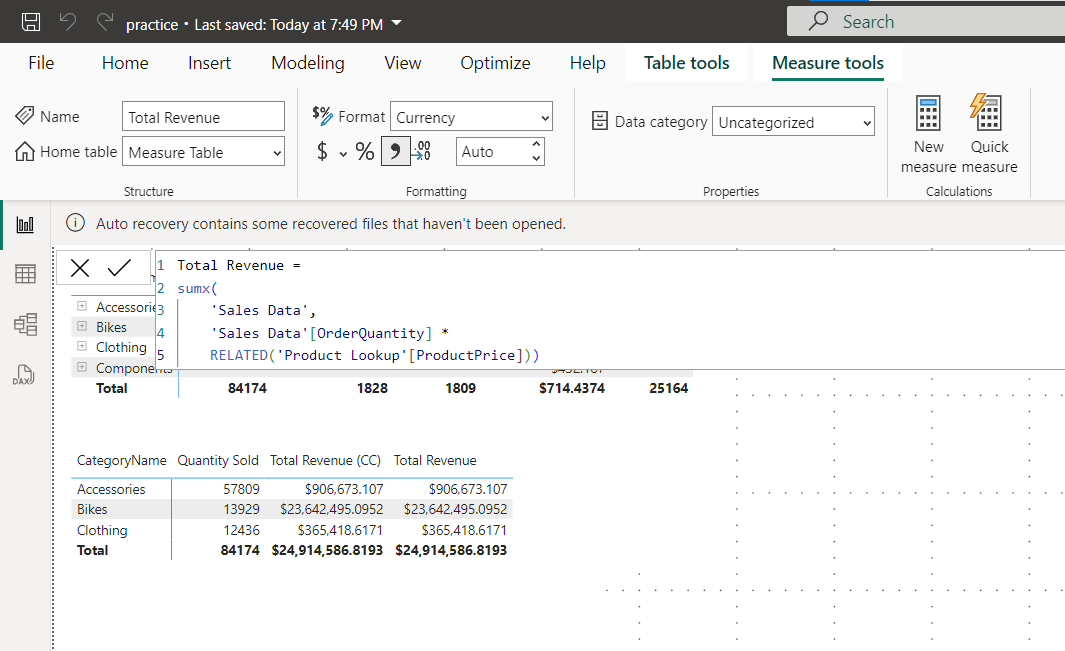 practice • Last saved: Today at 7:49 PM
Search
File Home Insert Modeling View Optimize Help Table tools Measure tools
Name Total Revenue
$% Format Currency
Data category Uncategorized
Home table Measure Table
$ % , .00 Auto
New measure
Quick measure
Structure Formatting Properties Calculations
Auto recovery contains some recovered files that haven't been opened.
1 Total Revenue =
2 sumx(
3 'Sales Data',
4 'Sales Data'[OrderQuantity] *
5 RELATED('Product Lookup'[ProductPrice]))
Accessorie
Bikes
Clothing
Components
Total 84174 1828 1809 $714.4374 25164
DAX
CategoryName Quantity Sold Total Revenue (CC) Total Revenue
Accessories 57809 $906,673.107 $906,673.107
Bikes 13929 $23,642,495.0952 $23,642,495.0952
Clothing 12436 $365,418.6171 $365,418.6171
Total 84174 $24,914,586.8193 $24,914,586.8193